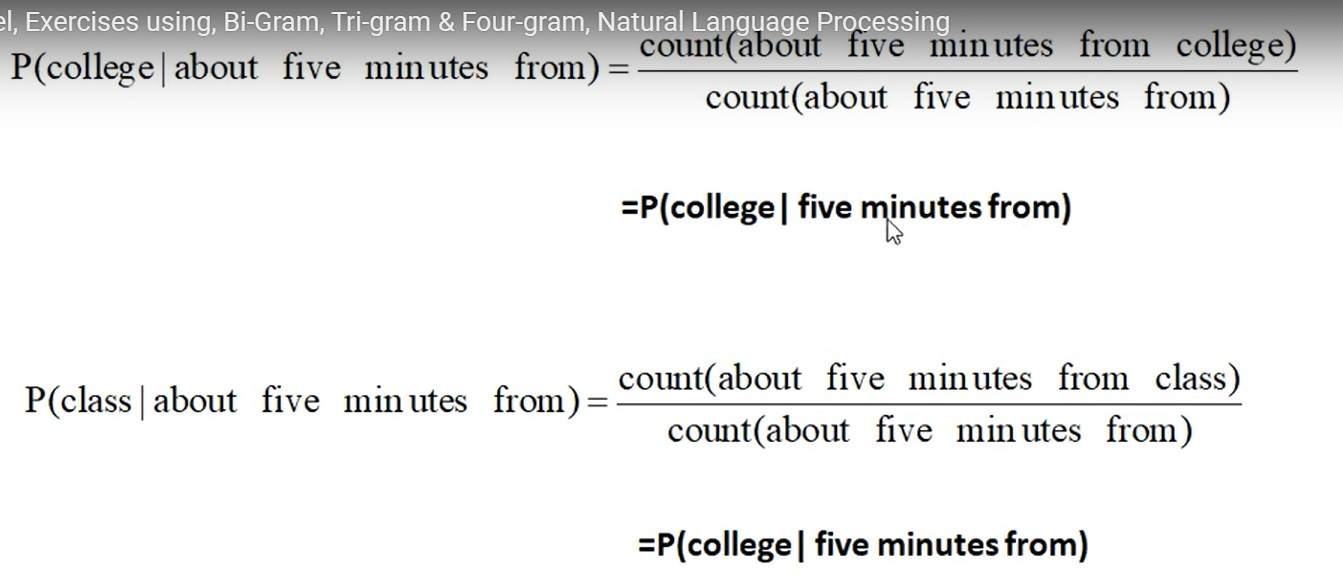 el, Exercises using, Bi-Gram, Tri-gram & Four-gram, Natural Language Processing
P(college | about five minutes from) = count(about five minutes from college)
count(about five minutes from)
=P(college| five minutes from)
P(class | about five minutes from) = count(about five minutes from class)
count(about five minutes from)
=P(college| five minutes from)